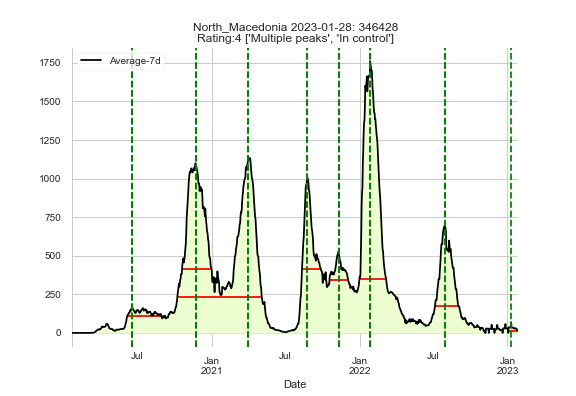 North_Macedonia 2023-01-28: 346428
Rating:4 ['Multiple peaks', 'In control']
Average-7d
1750
1500
1250
1000
750
500
250
0
Jul
Jan
2021
Jul
Jan
2022
Jul
Jan
2023
Date